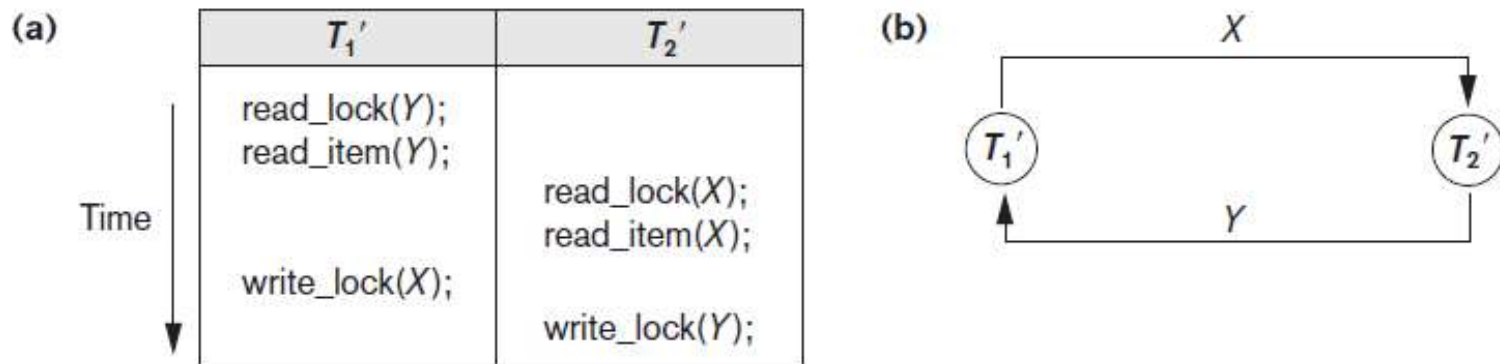 (a)
T₁′ T₂′
read_lock(Y);
read_item(Y);
read_lock(X);
read_item(X);
Time
write_lock(X);
write_lock(Y);
(b)
X
T₁′ T₂′
Y